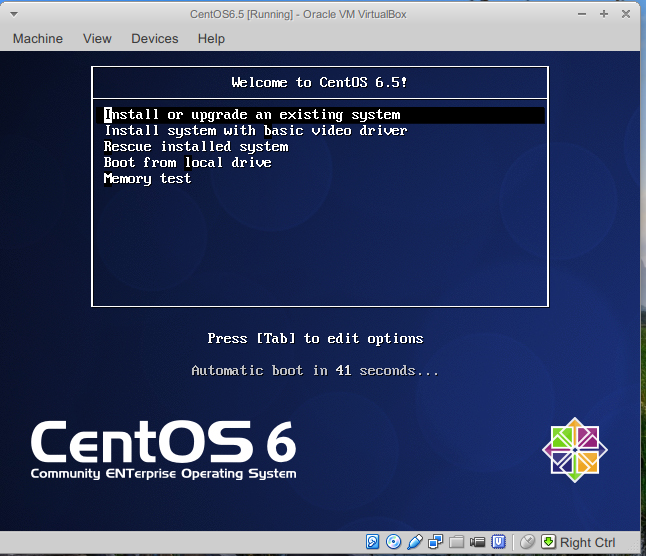 CentOS6.5 [Running] - Oracle VM VirtualBox
Machine View Devices Help
Welcome to CentOS 6.5!
Install or upgrade an existing system
Install system with basic video driver
Rescue installed system
Boot from local drive
Memory test
Press [Tab] to edit options
Automatic boot in 41 seconds...
CentOS 6
Community ENTerprise Operating System
Right Ctrl